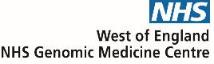 NHS
West of England
NHS Genomic Medicine Centre